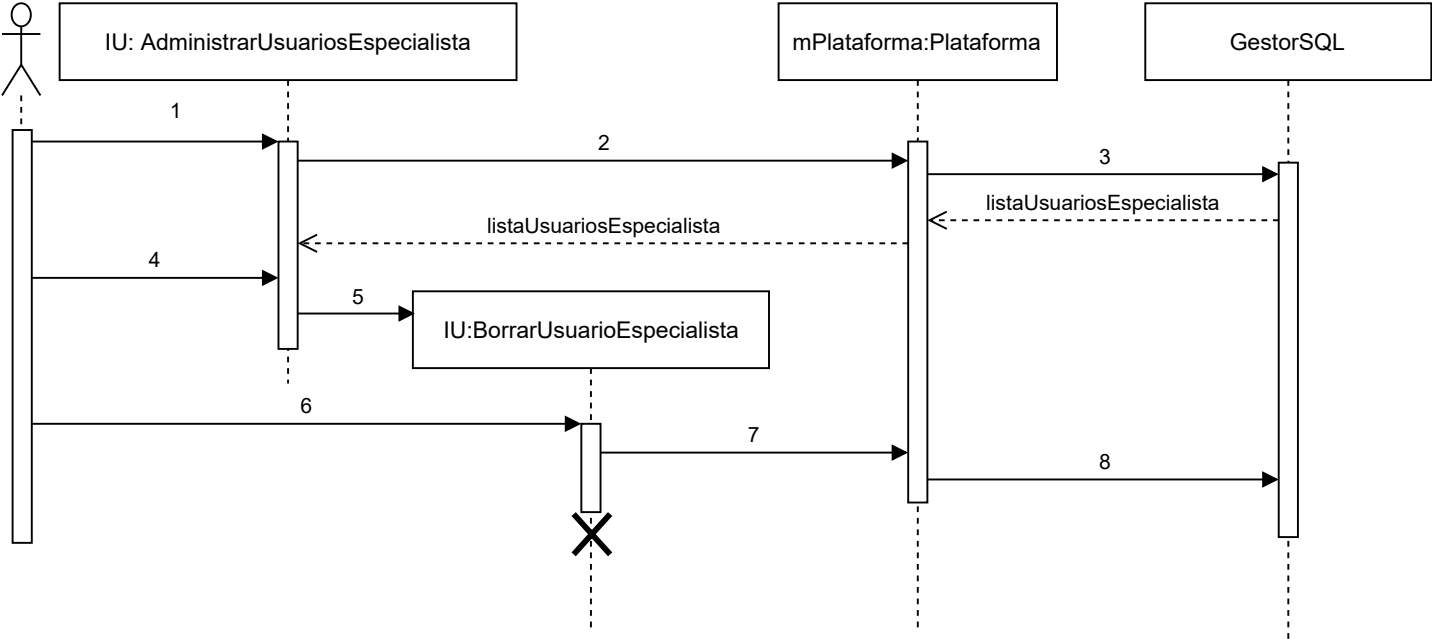 IU: AdministrarUsuariosEspecialista
mPlataforma:Plataforma
GestorSQL
1
2
3
listaUsuariosEspecialista
listaUsuariosEspecialista
4
5
IU:BorrarUsuarioEspecialista
6
7
8